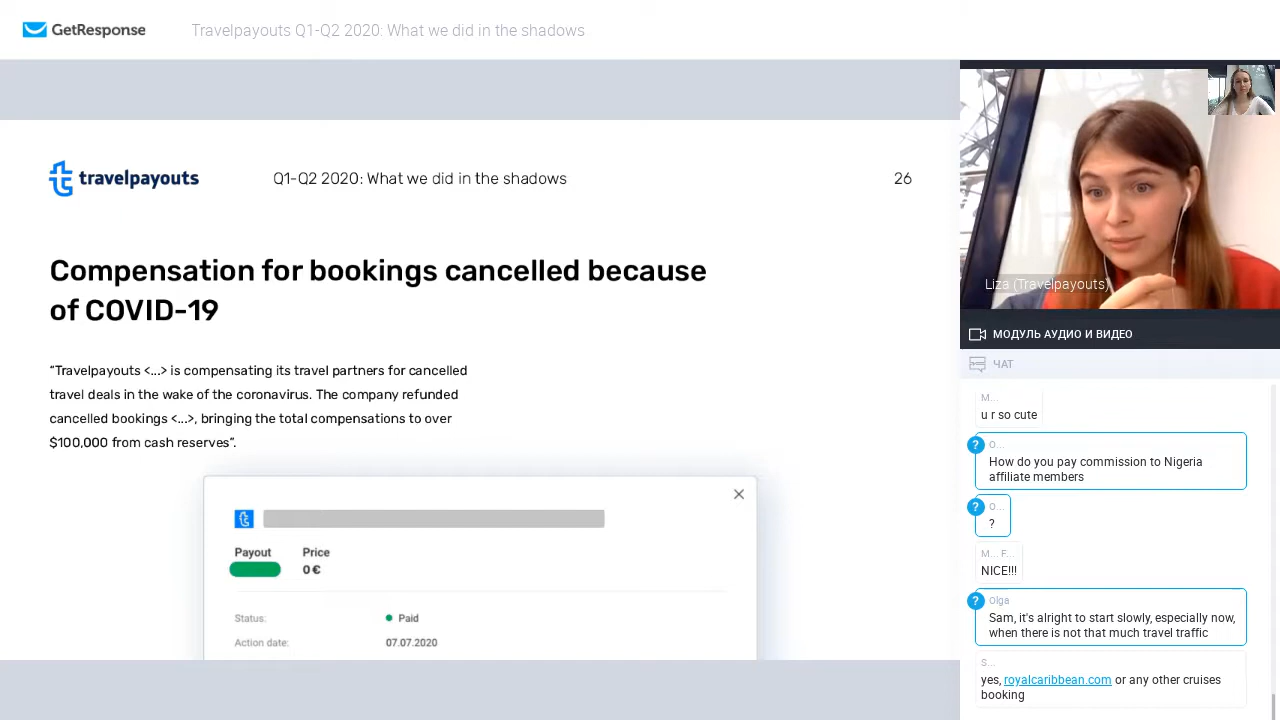 GetResponse
Travelpayouts Q1-Q2 2020: What we did in the shadows
travelpayouts
Q1-Q2 2020: What we did in the shadows
26
Compensation for bookings cancelled because
of COVID-19
“Travelpayouts <...> is compensating its travel partners for cancelled
travel deals in the wake of the coronavirus. The company refunded
cancelled bookings <...>, bringing the total compensations to over
$100,000 from cash reserves”.
Payout
Price
0 €
Status:
Paid
Action date:
07.07.2020
Liza (Travelpayouts)
МОДУЛЬ АУДИО И ВИДЕО
ЧАТ
M...
u r so cute
?
O...
How do you pay commission to Nigeria
affiliate members
?
O...
?
M... F...
NICE!!!
?
Olga
Sam, it's alright to start slowly, especially now,
when there is not that much travel traffic
S...
yes, royalcaribbean.com or any other cruises
booking